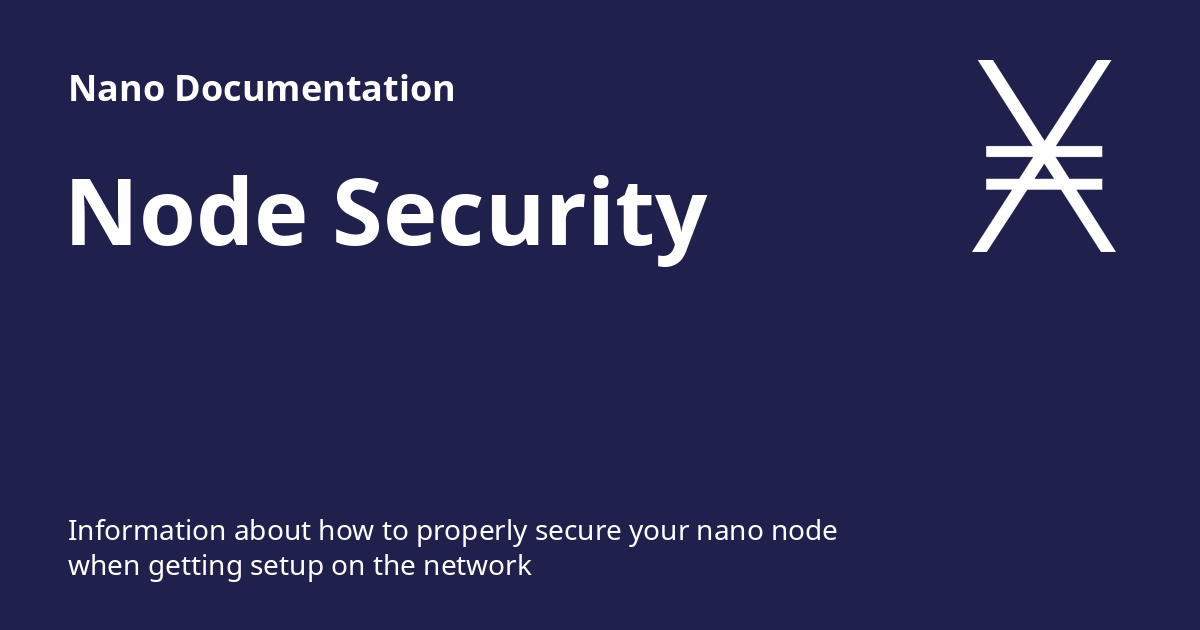 Nano Documentation
Node Security
Information about how to properly secure your nano node
when getting setup on the network